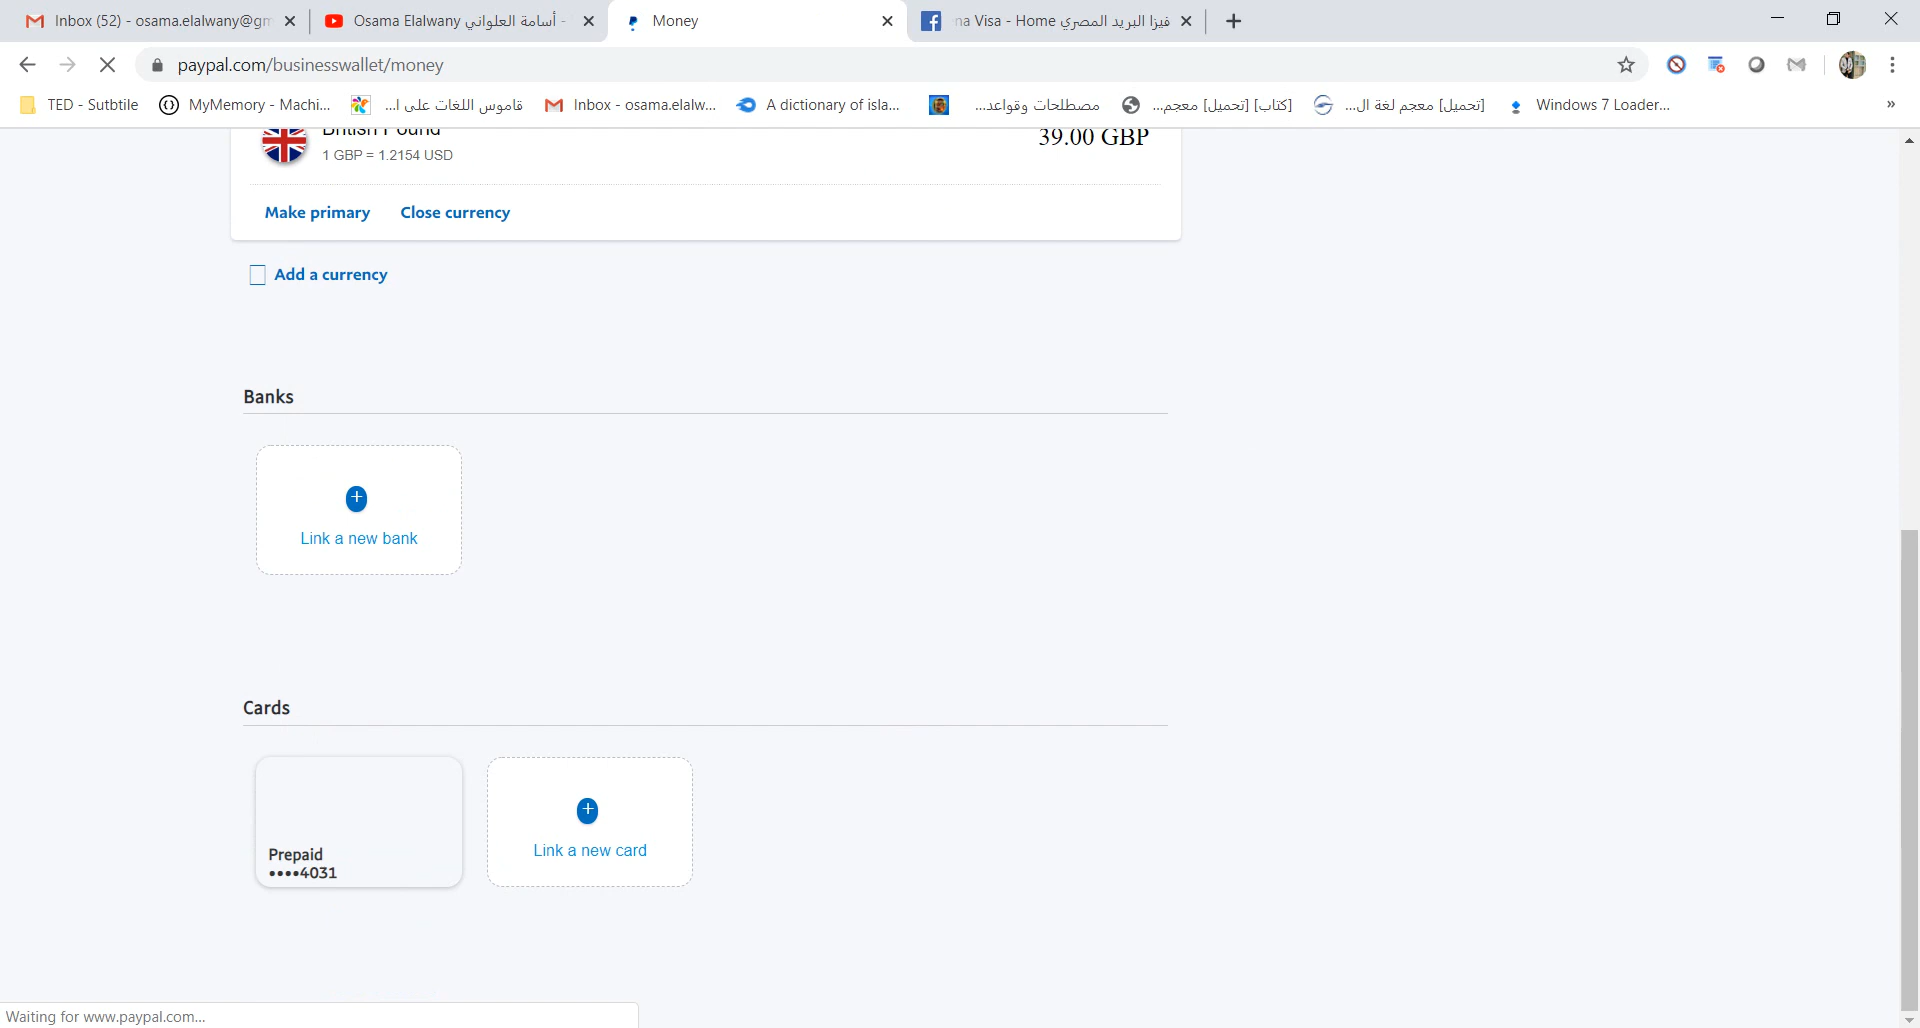 Inbox (52) - osama.elalwany@gm
Osama Elalwany أسامة العلواني -
Money
na Visa - Home فيزا البريد المصري
paypal.com/businesswallet/money
TED - Subtbile
MyMemory - Machi...
قاموس اللغات على ا...
Inbox - osama.elalw...
A dictionary of isla...
مصطلحات وقواعد...
[كتاب] [تحميل] معجم...
[تحميل] معجم لغة ال...
Windows 7 Loader...
»
British Pound
39.00 GBP
1 GBP = 1.2154 USD
Make primary
Close currency
Add a currency
Banks
Link a new bank
Cards
Prepaid
••••4031
Link a new card
Waiting for www.paypal.com...